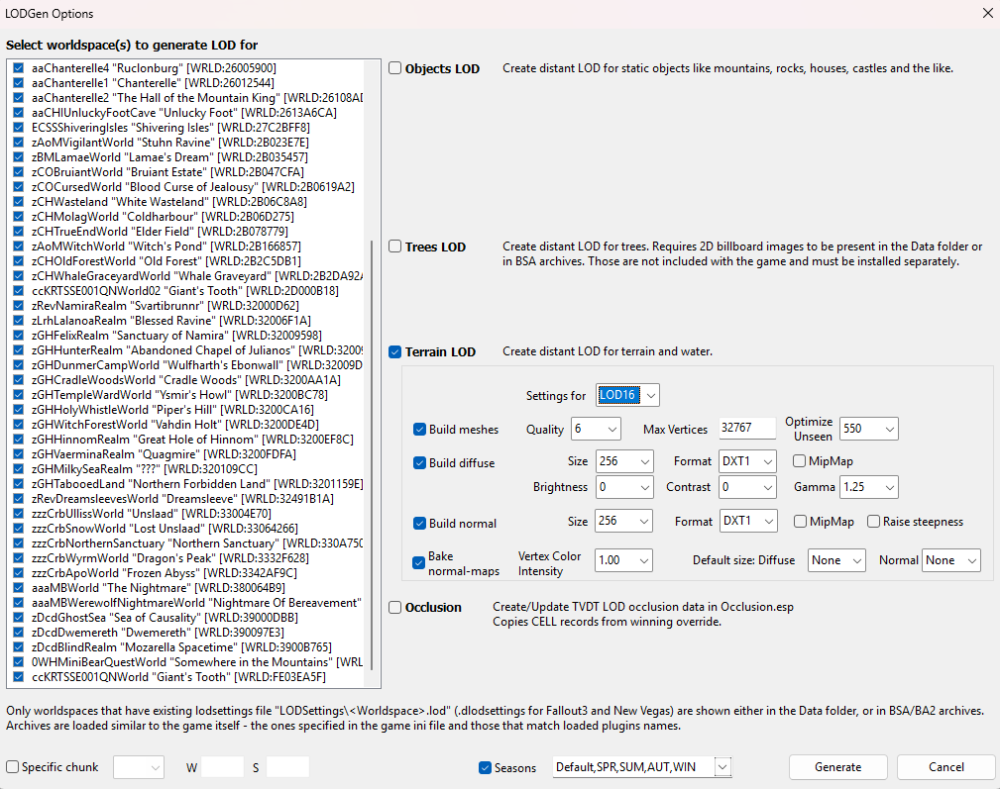 LODGen Options
Select worldspace(s) to generate LOD for
aaChanterelle4 "Ruclonburg" [WRLD:26005900]
aaChanterelle1 "Chanterelle" [WRLD:26012544]
aaChanterelle2 "The Hall of the Mountain King" [WRLD:26108AD
aaCHIUnluckyFootCave "Unlucky Foot" [WRLD:2613A6CA]
ECSSShiveringIsles "Shivering Isles" [WRLD:27C2BFF8]
zAoMVigilantWorld "Stuhn Ravine" [WRLD:2B023E7E]
zBMLamaeWorld "Lamae's Dream" [WRLD:2B035457]
zCOBruiantWorld "Bruiant Estate" [WRLD:2B047CFA]
zCOCursedWorld "Blood Curse of Jealousy" [WRLD:2B0619A2]
zCHWasteland "White Wasteland" [WRLD:2B06C8A8]
zCHMolagWorld "Coldharbour" [WRLD:2B06D275]
zCHTrueEndWorld "Elder Field" [WRLD:2B078779]
zAoMWitchWorld "Witch's Pond" [WRLD:2B166857]
zCHOldForestWorld "Old Forest" [WRLD:2B2C5DB1]
zCHWhaleGraceyardWorld "Whale Graveyard" [WRLD:2B2DA92A
ccKRTSSE001QNWorld02 "Giant's Tooth" [WRLD:2D000B18]
zRevNamiraRealm "Svartibrunnr" [WRLD:32000D62]
zLrhLalanoaRealm "Blessed Ravine" [WRLD:32006F1A]
zGHFelixRealm "Sanctuary of Namira" [WRLD:32009598]
zGHHunterRealm "Abandoned Chapel of Julianos" [WRLD:32009
zGHDunmerCampWorld "Wulfharth's Ebonwall" [WRLD:32009D
zGHCradleWoodsWorld "Cradle Woods" [WRLD:3200AA1A]
zGHTempleWardWorld "Ysmir's Howl" [WRLD:3200BC78]
zGHHolyWhistleWorld "Piper's Hill" [WRLD:3200CA16]
zGHWitchForestWorld "Vahdin Holt" [WRLD:3200DE4D]
zGHHinnomRealm "Great Hole of Hinnom" [WRLD:3200EF8C]
zGHVaerminaRealm "Quagmire" [WRLD:3200FDFA]
zGHMilkySeaRealm "???" [WRLD:320109CC]
zGHTabooedLand "Northern Forbidden Land" [WRLD:3201159E]
zRevDreamsleevesWorld "Dreamsleeve" [WRLD:32491B1A]
zzzCrbUllissWorld "Unslaad" [WRLD:33004E70]
zzzCrbSnowWorld "Lost Unslaad" [WRLD:33064266]
zzzCrbNorthernSanctuary "Northern Sanctuary" [WRLD:330A750
zzzCrbWyrmWorld "Dragon's Peak" [WRLD:3332F628]
zzzCrbApoWorld "Frozen Abyss" [WRLD:3342AF9C]
aaaMBWorld "The Nightmare" [WRLD:380064B9]
aaaMBWerewolfNightmareWorld "Nightmare Of Bereavement"
zDcdGhostSea "Sea of Causality" [WRLD:39000DBB]
zDcdDwemereth "Dwemereth" [WRLD:390097E3]
zDcdBlindRealm "Mozarella Spacetime" [WRLD:3900B765]
0WHMiniBearQuestWorld "Somewhere in the Mountains" [WRL
ccKRTSSE001QNWorld "Giant's Tooth" [WRLD:FE03EA5F]
Objects LOD Create distant LOD for static objects like mountains, rocks, houses, castles and the like.
Trees LOD Create distant LOD for trees. Requires 2D billboard images to be present in the Data folder or
in BSA archives. Those are not included with the game and must be installed separately.
Terrain LOD Create distant LOD for terrain and water.
Settings for LOD16
Build meshes Quality 6 Max Vertices 32767 Optimize
Unseen 550
Build diffuse Size 256 Format DXT1 MipMap
Brightness 0 Contrast 0 Gamma 1.25
Build normal Size 256 Format DXT1 MipMap Raise steepness
Bake
normal-maps Vertex Color
Intensity 1.00 Default size: Diffuse None Normal None
Occlusion Create/Update TVDT LOD occlusion data in Occlusion.esp
Copies CELL records from winning override.
Only worldspaces that have existing lodsettings file "LODSettings\<Worldspace>.lod" (.dlodsettings for Fallout3 and New Vegas) are shown either in the Data folder, or in BSA/BA2 archives.
Archives are loaded similar to the game itself - the ones specified in the game ini file and those that match loaded plugins names.
Specific chunk W S Seasons Default,SPR,SUM,AUT,WIN Generate Cancel